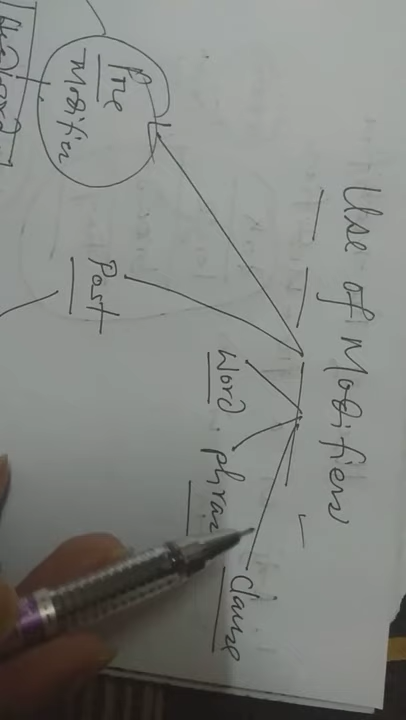 Use of Modifiers
Pre
Modifier
Post
Word
phrase
clause